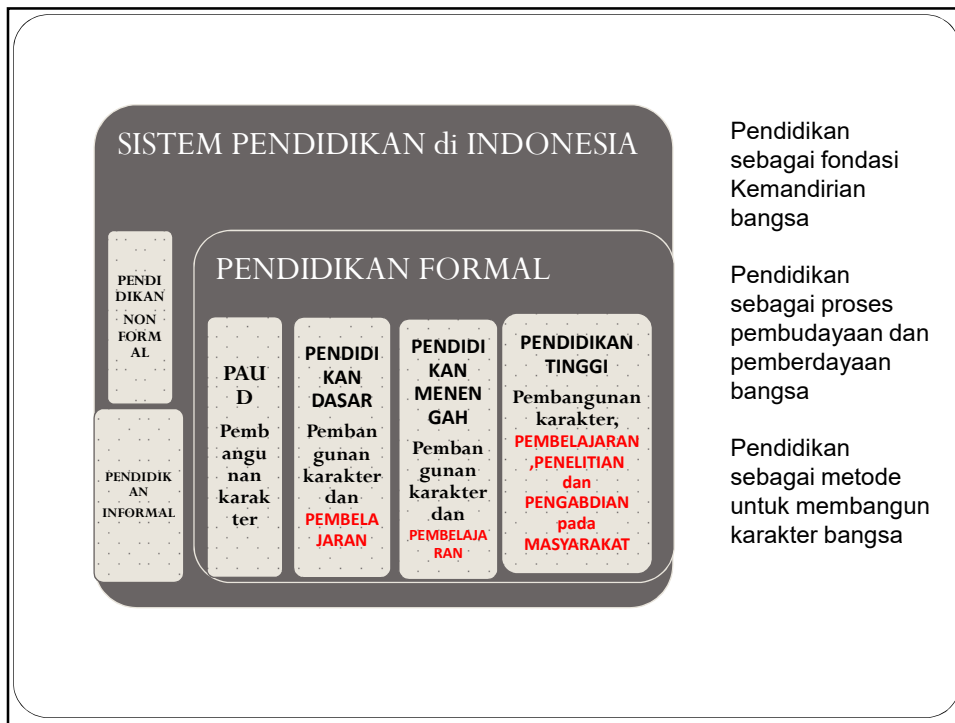 SISTEM PENDIDIKAN di INDONESIA
PENDI
DIKAN
NON
FORM
AL
PENDIDIK
AN
INFORMAL
PENDIDIKAN FORMAL
PAU
D
Pemb
angu
nan
karak
ter
PENDIDI
KAN
DASAR
Pemban
gunan
karakter
dan
PEMBELA
JARAN
PENDIDI
KAN
MENEN
GAH
Pemban
gunan
karakter
dan
PEMBELAJA
RAN
PENDIDIKAN
TINGGI
Pembangunan
karakter,
PEMBELAJARAN
,PENELITIAN
dan
PENGABDIAN
pada
MASYARAKAT
Pendidikan
sebagai fondasi
Kemandirian
bangsa
Pendidikan
sebagai proses
pembudayaan dan
pemberdayaan
bangsa
Pendidikan
sebagai metode
untuk membangun
karakter bangsa